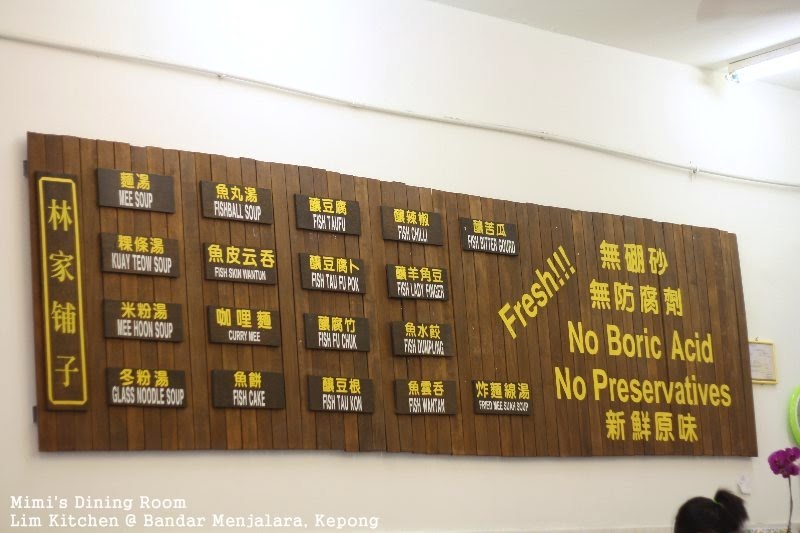 林家铺子
麵湯
MEE SOUP
粿條湯
KUAY TEOW SOUP
米粉湯
MEE HOON SOUP
冬粉湯
GLASS NOODLE SOUP
魚丸湯
FISHBALL SOUP
魚皮云吞
FISH SKIN WANTUN
咖哩麵
CURRY MEE
魚餅
FISH CAKE
釀豆腐
FISH TAUFU
釀豆腐卜
FISH TAU FU POK
釀腐竹
FISH FU CHUK
釀豆根
FISH TAU KON
釀辣椒
FISH CHILLI
釀羊角豆
FISH LADY FINGER
魚水餃
FISH DUMPLONG
魚雲吞
FISH WANTAN
釀苦瓜
FISH BITTER GOURD
炸麵線湯
FRIED MEE SUAH SOUP
Fresh!!!
無硼砂
無防腐劑
No Boric Acid
No Preservatives
新鮮原味
Mimi's Dining Room
Lim Kitchen @ Bandar Menjalara, Kepong